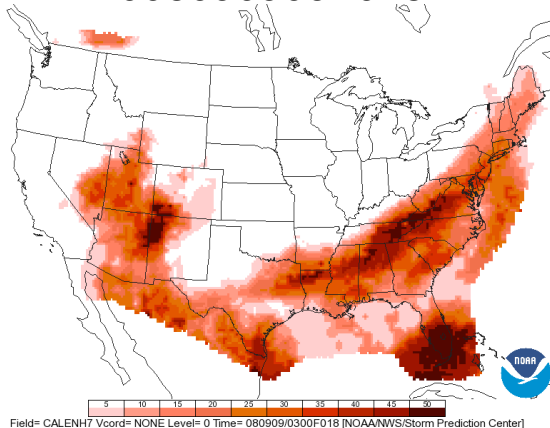 NOAA
5 10 15 20 25 30 35 40 45 50
Field= CALENH7 Vcord= NONE Level= 0 Time= 080909/0300F018 [NOAA/NWS/Storm Prediction Center]